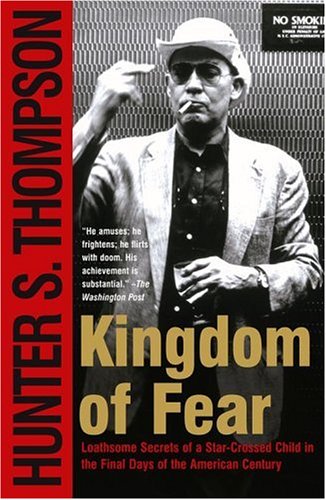 HUNTER S. THOMPSON
NO SMOKI
"He amuses; he
frightens; he flirts
with doom. His
achievement is
substantial." –The
Washington Post
Kingdom
of Fear
Loathsome Secrets of a Star-Crossed Child in
the Final Days of the American Century